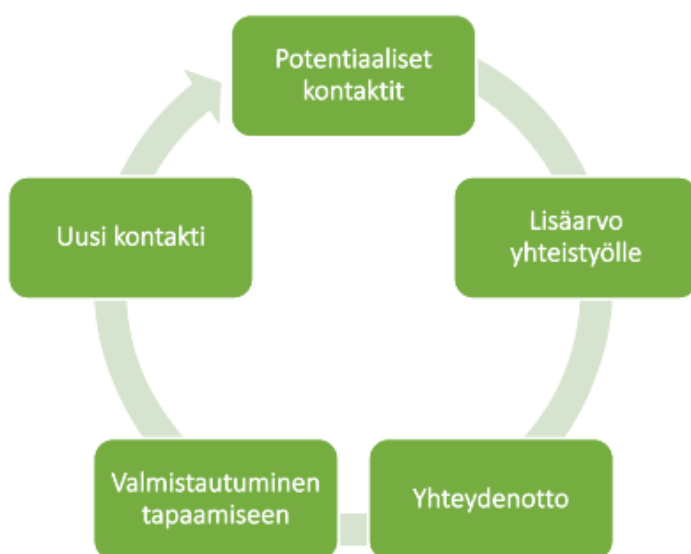 Potentiaaliset
kontaktit
Lisäarvo
yhteistyölle
Yhteydenotto
Valmistautuminen
tapaamiseen
Uusi kontakti